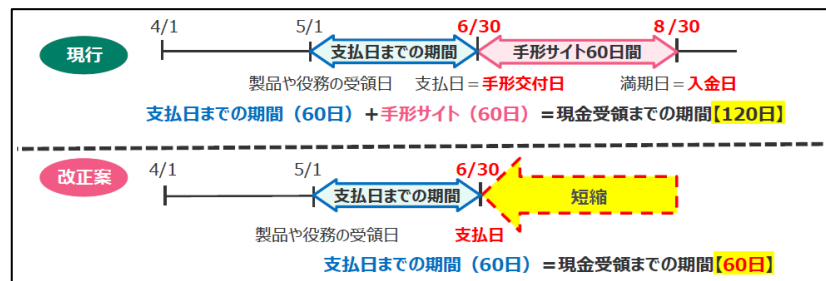 4/1 5/1 6/30 8/30
現行 支払日までの期間 手形サイト60日間
製品や役務の受領日 支払日＝手形交付日 満期日＝入金日
支払日までの期間（60日）＋手形サイト（60日）＝現金受領までの期間【120日】
4/1 5/1 6/30
改正案 支払日までの期間 短縮
製品や役務の受領日 支払日
支払日までの期間（60日）＝現金受領までの期間【60日】